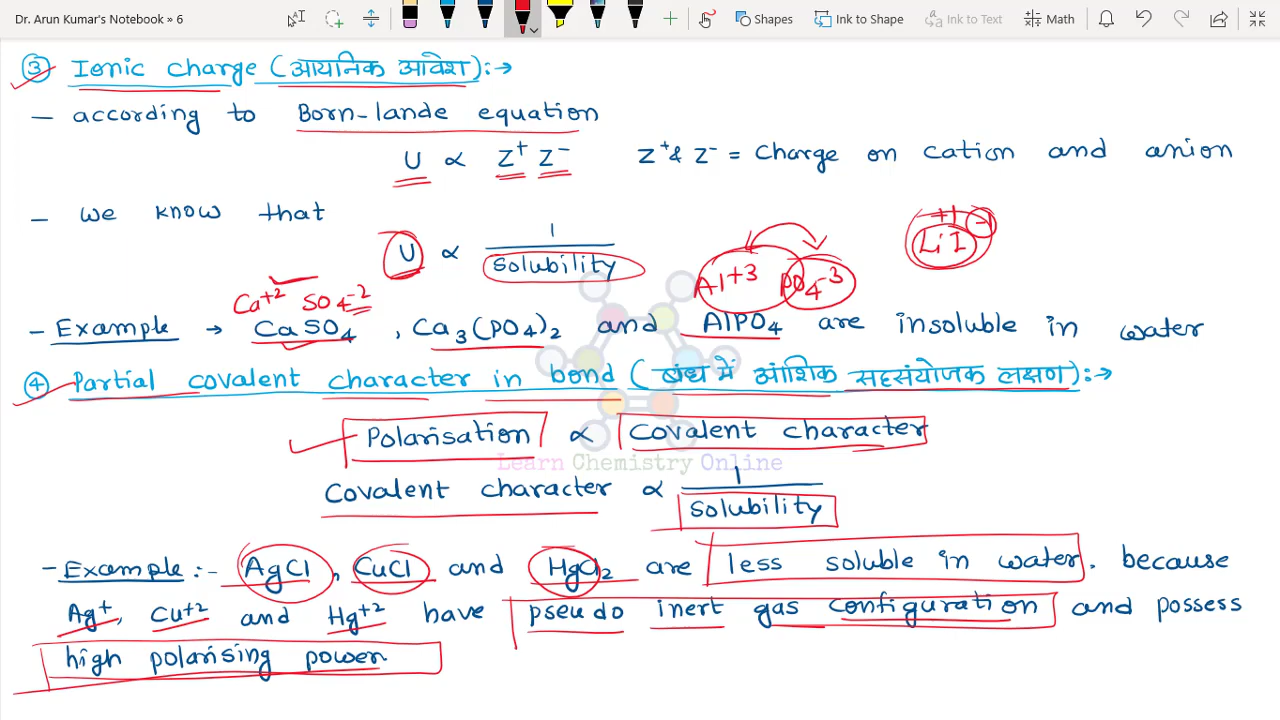 Dr. Arun Kumar's Notebook » 6
Shapes
Ink to Shape
Ink to Text
Math
③ Ionic charge (आयनिक आवेश):→
— according to Born-lande equation
U ∝ Z⁺ Z⁻ Z⁺& Z⁻ = Charge on cation and anion
— we know that
U ∝ 1/Solubility
Al⁺³ PO₄⁻³
+1 -1
LiI
Ca⁺² SO₄⁻²
— Example → CaSO₄, Ca₃(PO₄)₂ and AlPO₄ are insoluble in water
④ Partial covalent character in bond (बंध में आंशिक सहसंयोजक लक्षण):→
Polarisation ∝ Covalent character
Learn Chemistry Online
Covalent character ∝ 1/Solubility
— Example :- AgCl, CuCl and HgCl₂ are less soluble in water. because
Ag⁺, Cu⁺² and Hg⁺² have pseudo inert gas configuration and possess
high polarising power